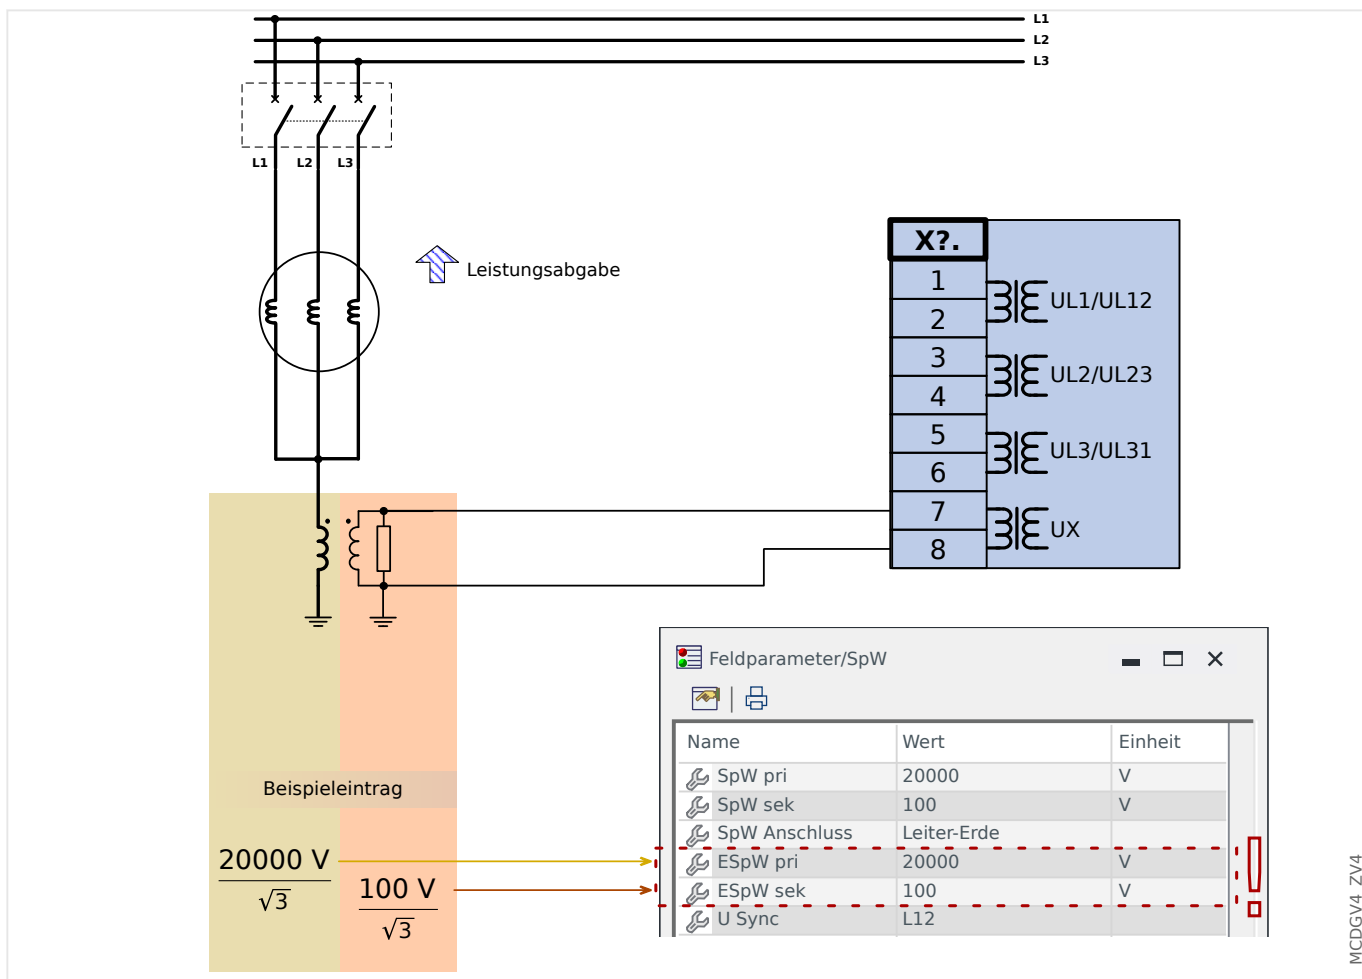 L1
L2
L3
L1 L2 L3
Leistungsabgabe
X?.
1
2
3
4
5
6
7
8
UL1/UL12
UL2/UL23
UL3/UL31
UX
Feldparameter/SpW
Name Wert Einheit
SpW pri 20000 V
SpW sek 100 V
SpW Anschluss Leiter-Erde
ESpW pri 20000 V
ESpW sek 100 V
U Sync L12
Beispieleintrag
20000 V
√3
100 V
√3
MCDGV4 ZV4